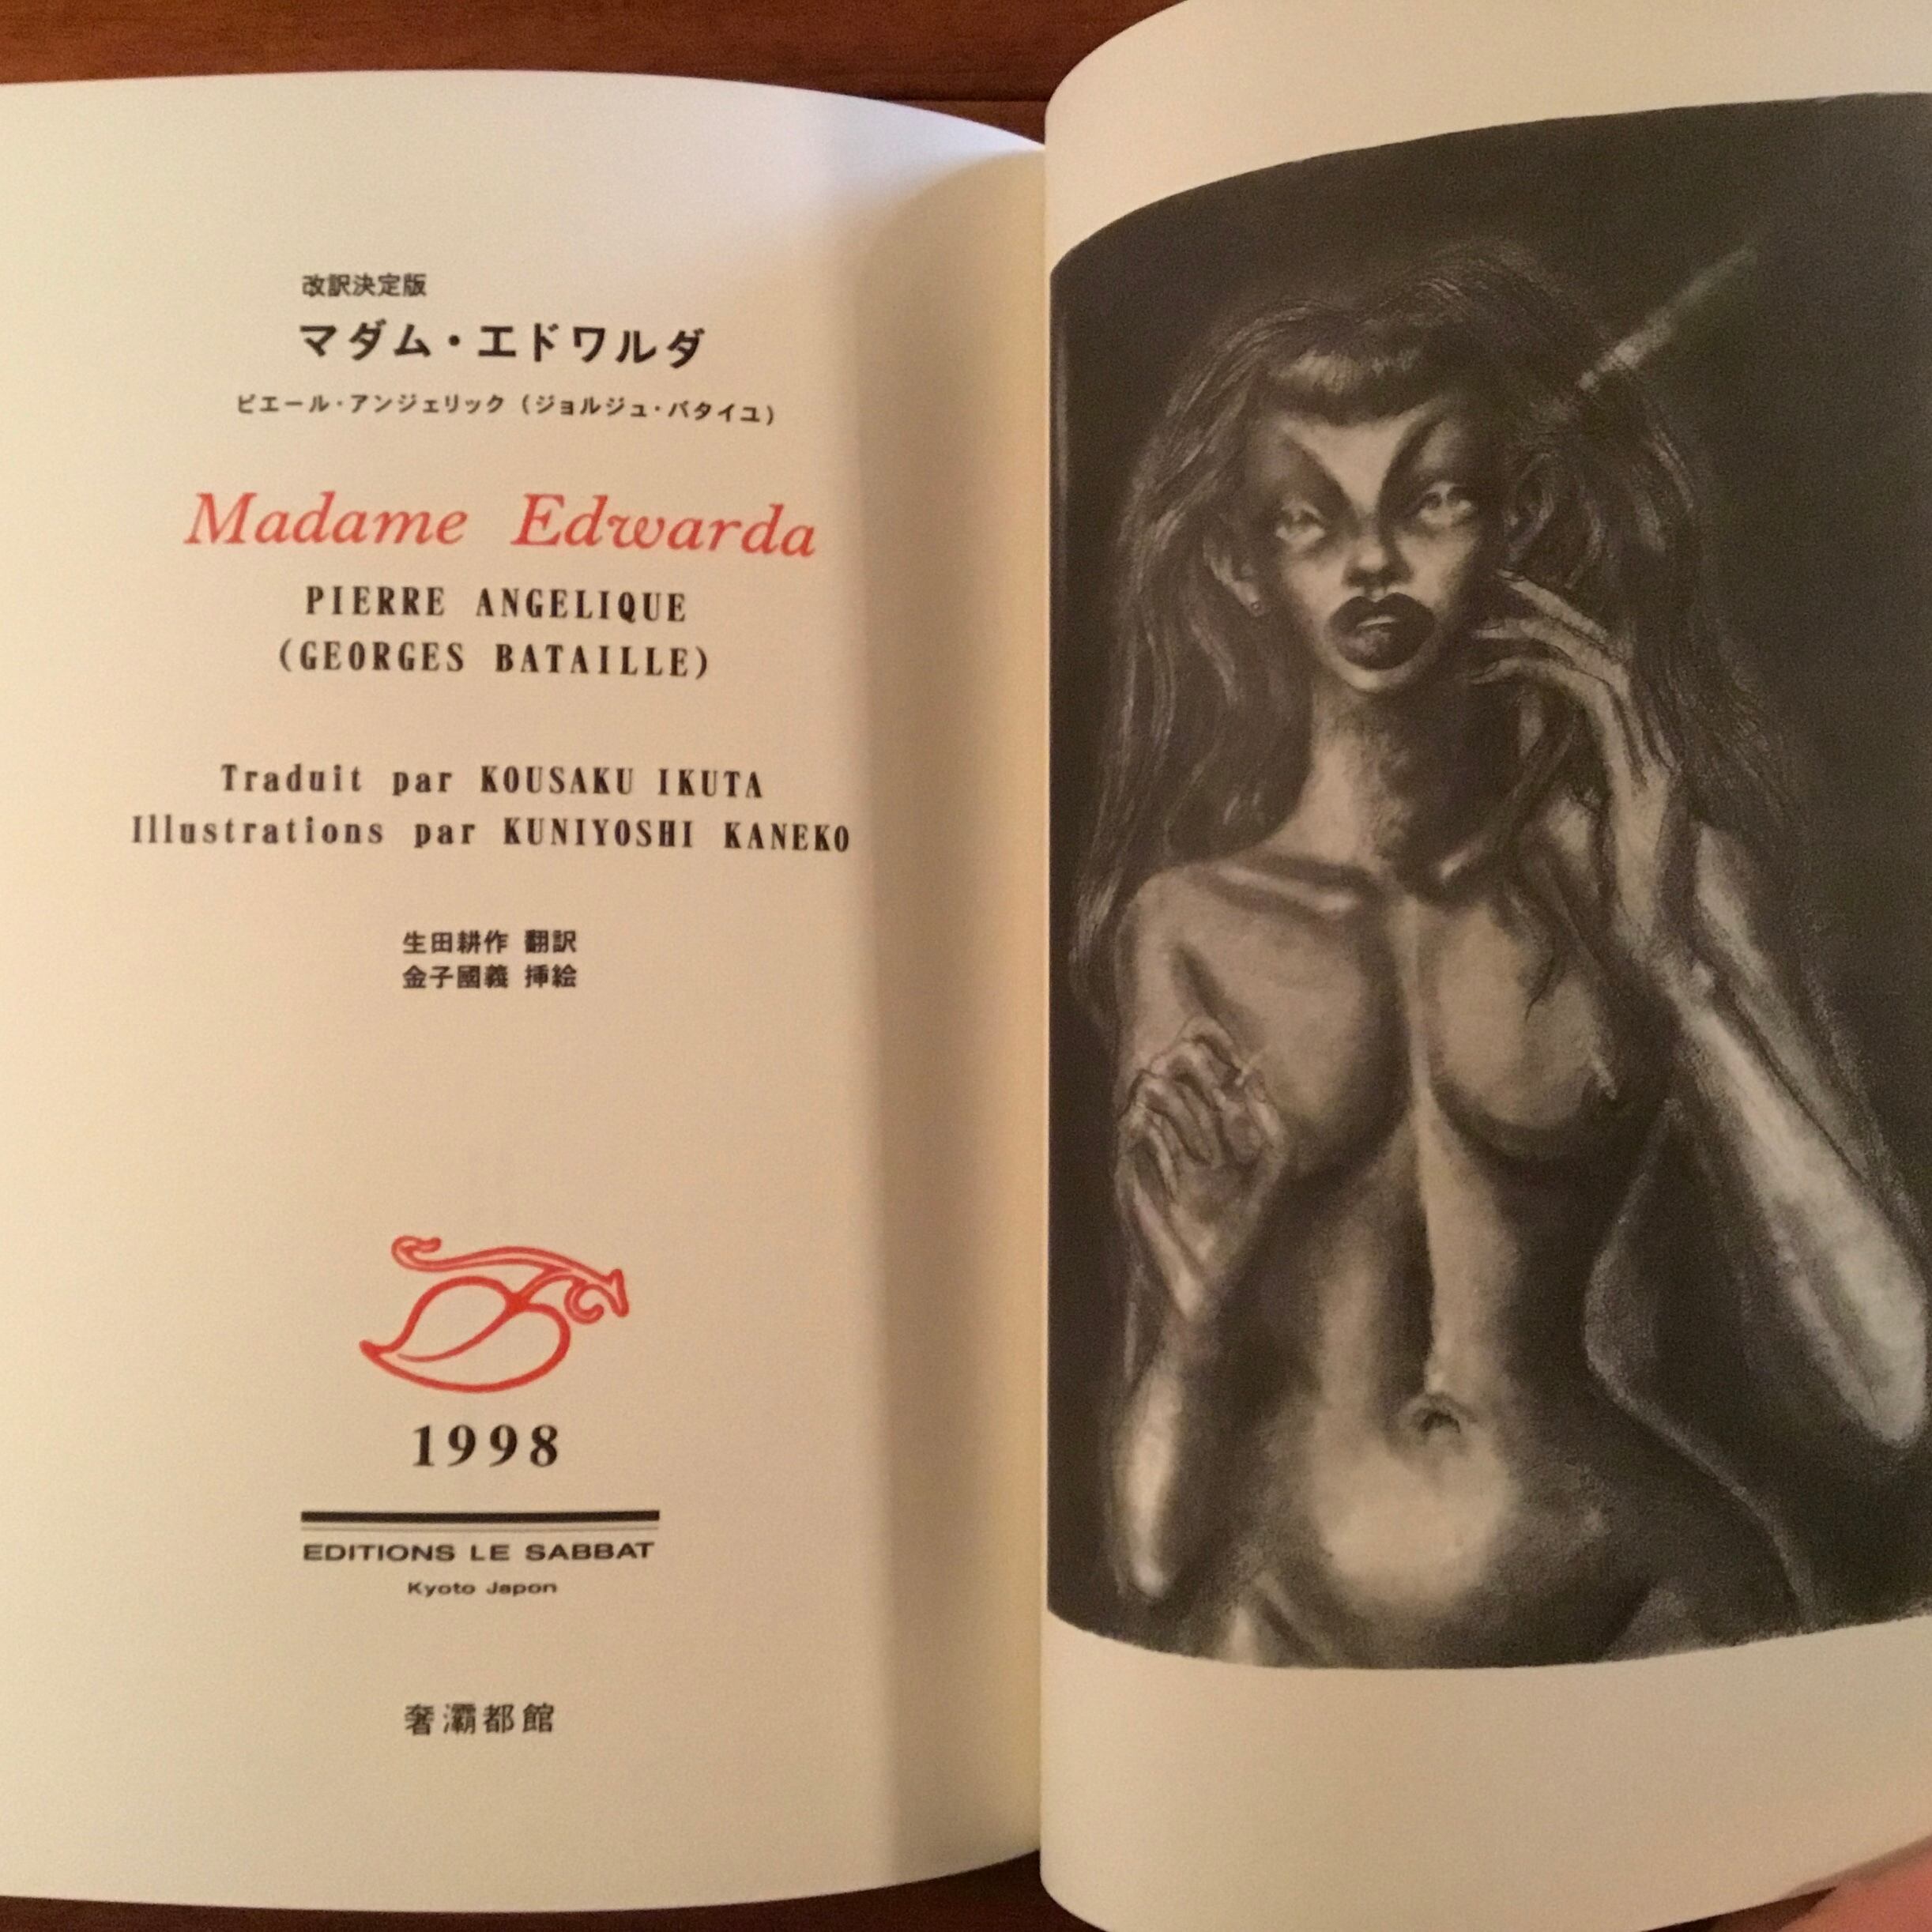 改訳決定版
マダム・エドワルダ
ピエール・アンジェリック（ジョルジュ・バタイユ）
Madame Edwarda
PIERRE ANGELIQUE
(GEORGES BATAILLE)
Traduit par KOUSAKU IKUTA
Illustrations par KUNIYOSHI KANEKO
生田耕作 翻訳
金子國義 挿絵
1998
EDITIONS LE SABBAT
Kyoto Japon
奢灞都館